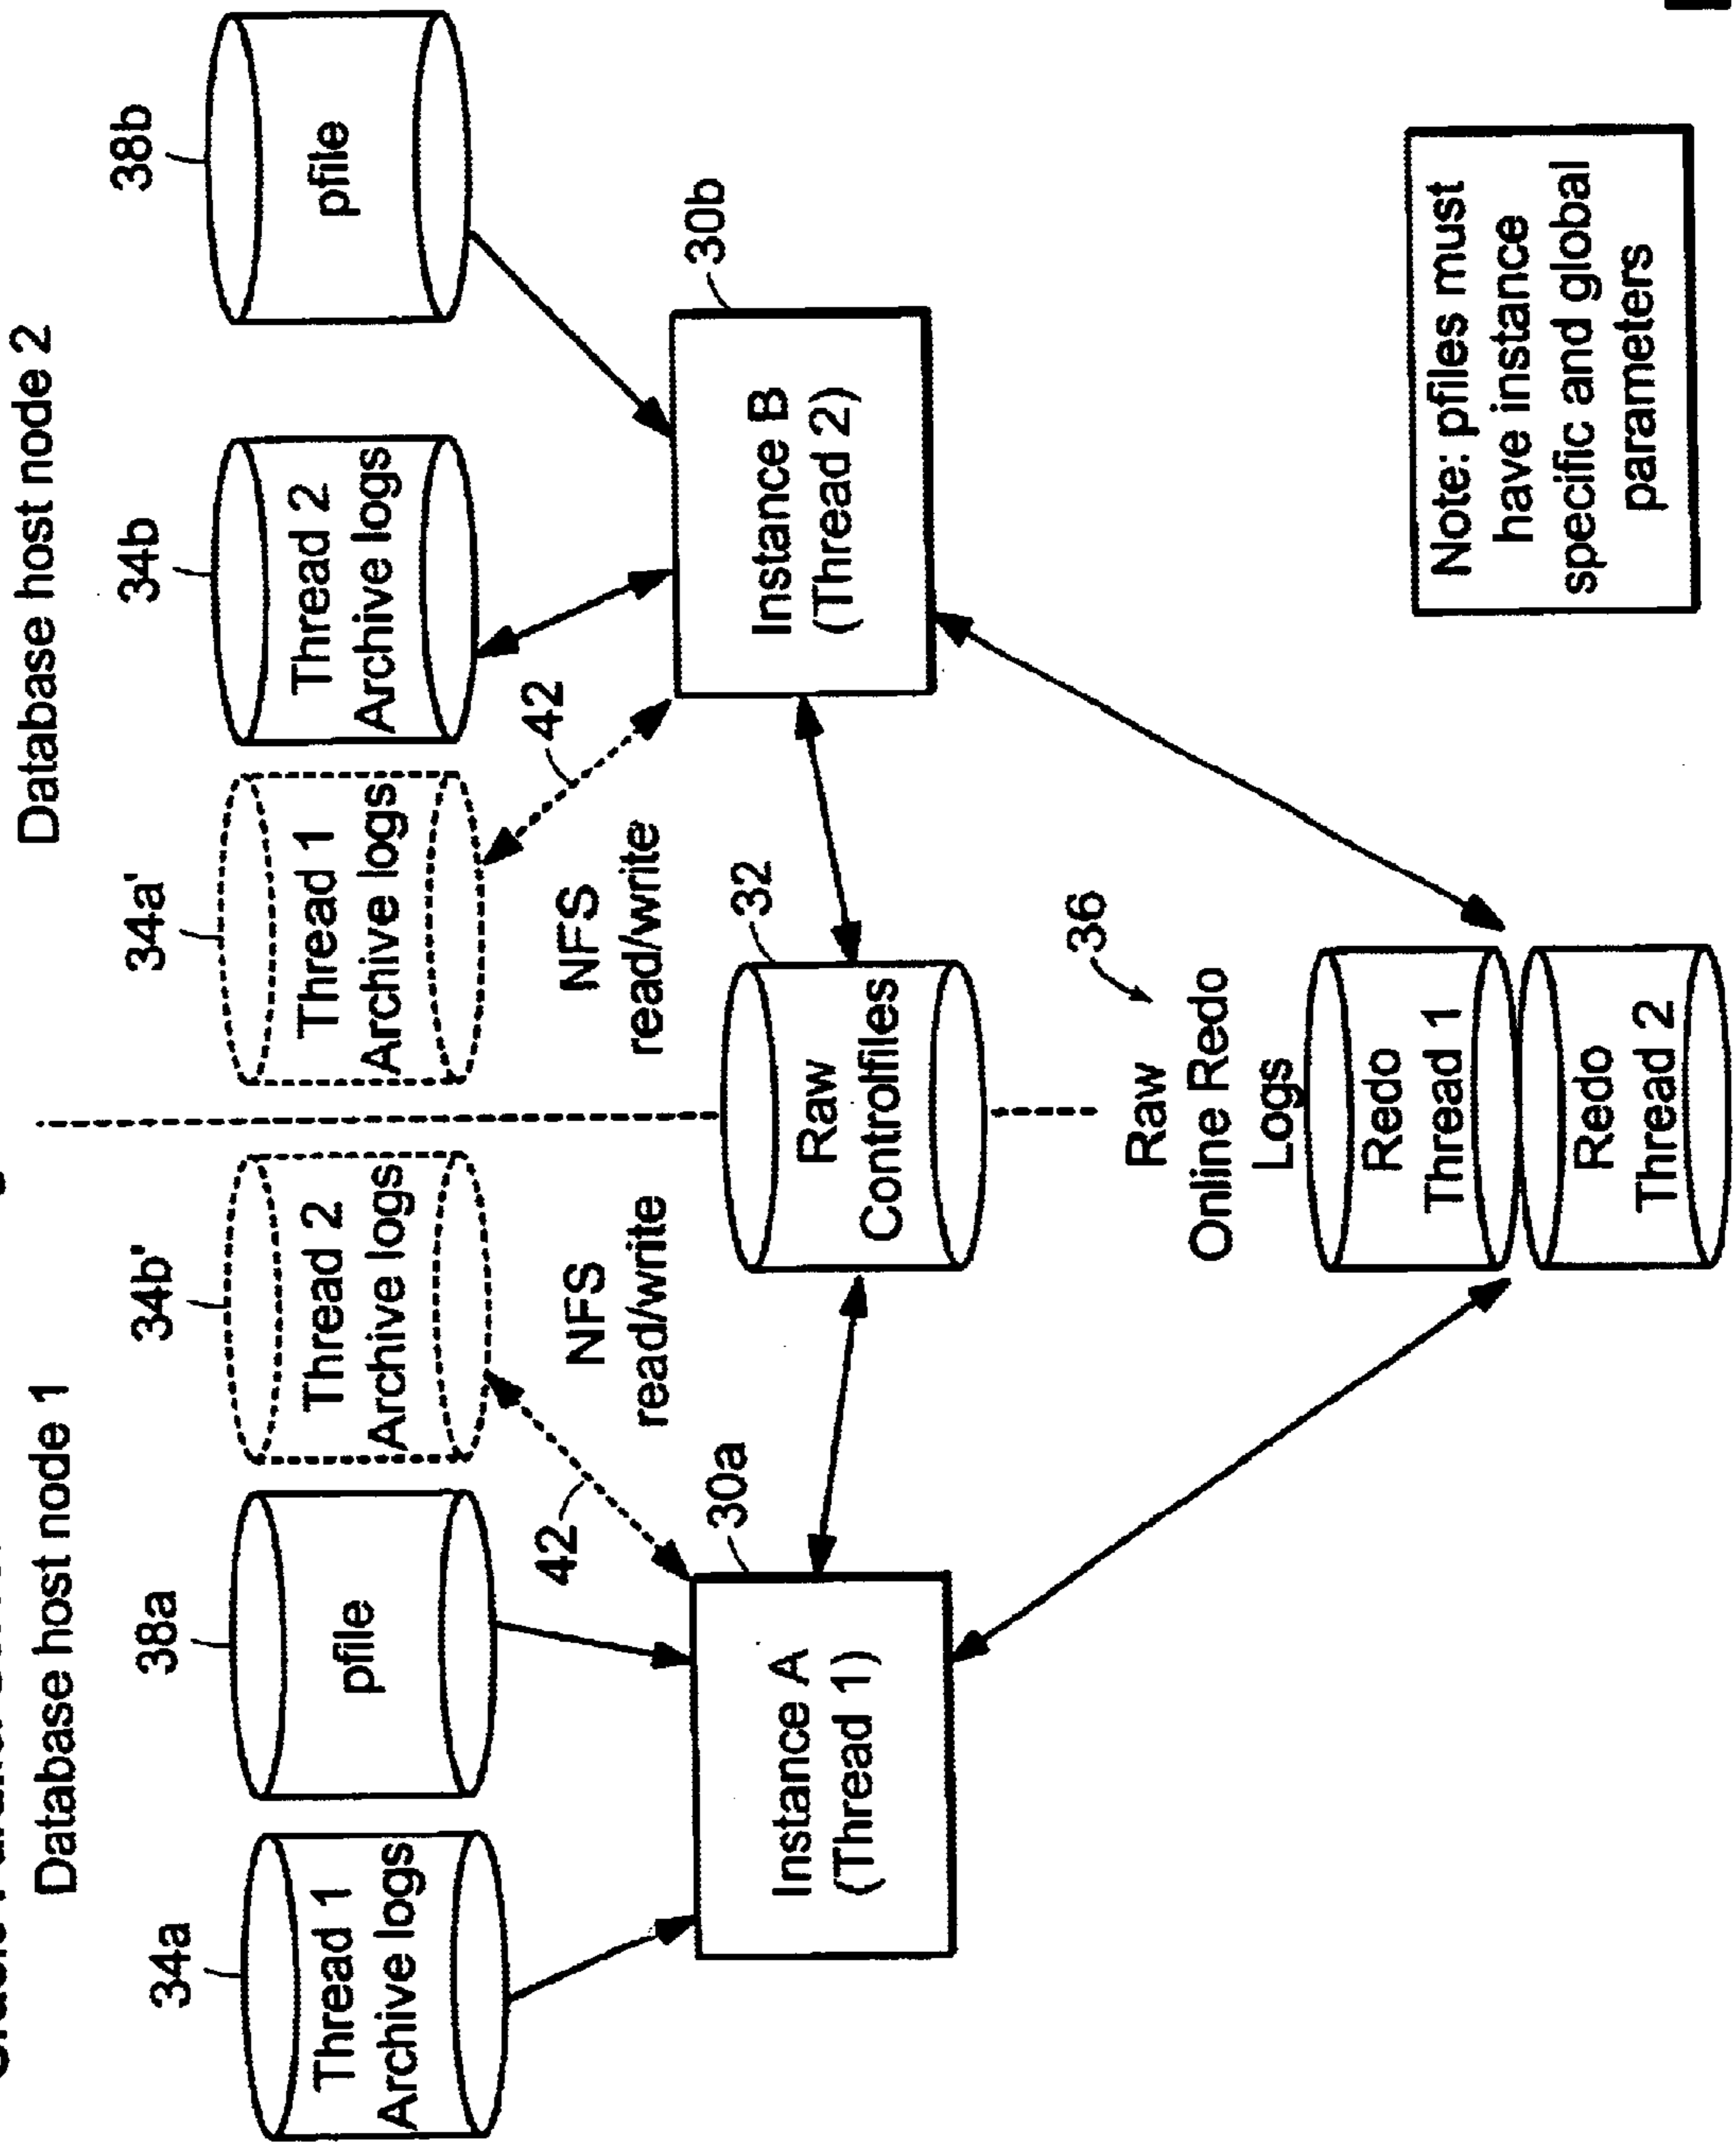 Database host node 1
Database host node 2
34a
38a
34b'
34a'
34b
38b
Thread 1
Archive logs
pfile
Thread 2
Archive logs
Thread 1
Archive logs
Thread 2
Archive logs
pfile
42
NFS
read/write
NFS
read/write
42
30a
32
30b
Instance A
(Thread 1)
Raw
Controlfiles
Instance B
(Thread 2)
36
Raw
Online Redo
Logs
Redo
Thread 1
Redo
Thread 2
Note: pfiles must
have instance
specific and global
parameters